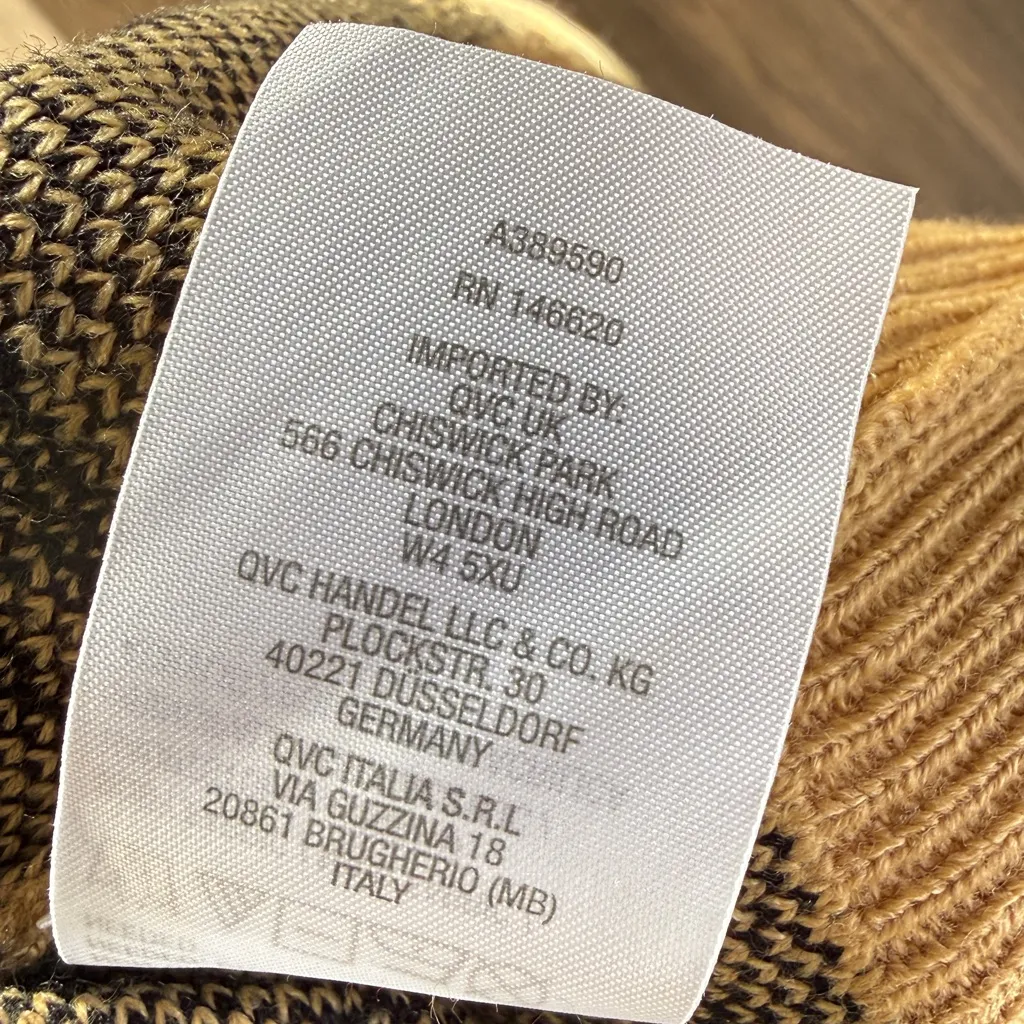 A389590
RN 146620
IMPORTED BY:
QVC UK
CHISWICK PARK
566 CHISWICK HIGH ROAD
LONDON
W4 5XU
QVC HANDEL LLC & CO. KG
PLOCKSTR. 30
40221 DÜSSELDORF
GERMANY
QVC ITALIA S.R.L
VIA GUZZINA 18
20861 BRUGHERIO (MB)
ITALY